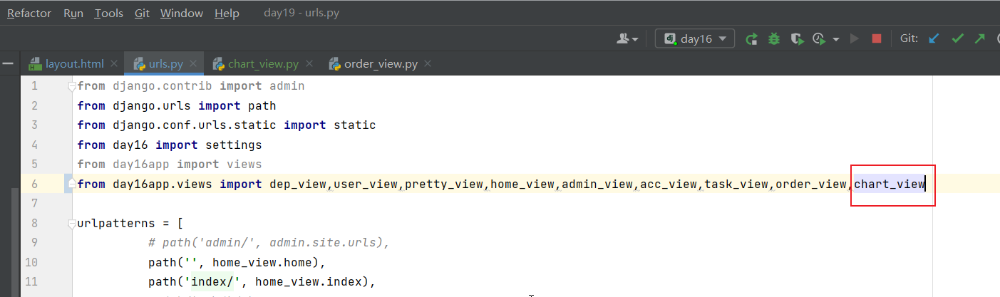 Refactor Run Tools Git Window Help day19 - urls.py
dj day16 Git:
layout.html urls.py chart_view.py order_view.py
1 from django.contrib import admin
2 from django.urls import path
3 from django.conf.urls.static import static
4 from day16 import settings
5 from day16app import views
6 from day16app.views import dep_view,user_view,pretty_view,home_view,admin_view,acc_view,task_view,order_view,chart_view
7
8 urlpatterns = [
9 # path('admin/', admin.site.urls),
10 path('', home_view.home),
11 path('index/', home_view.index),